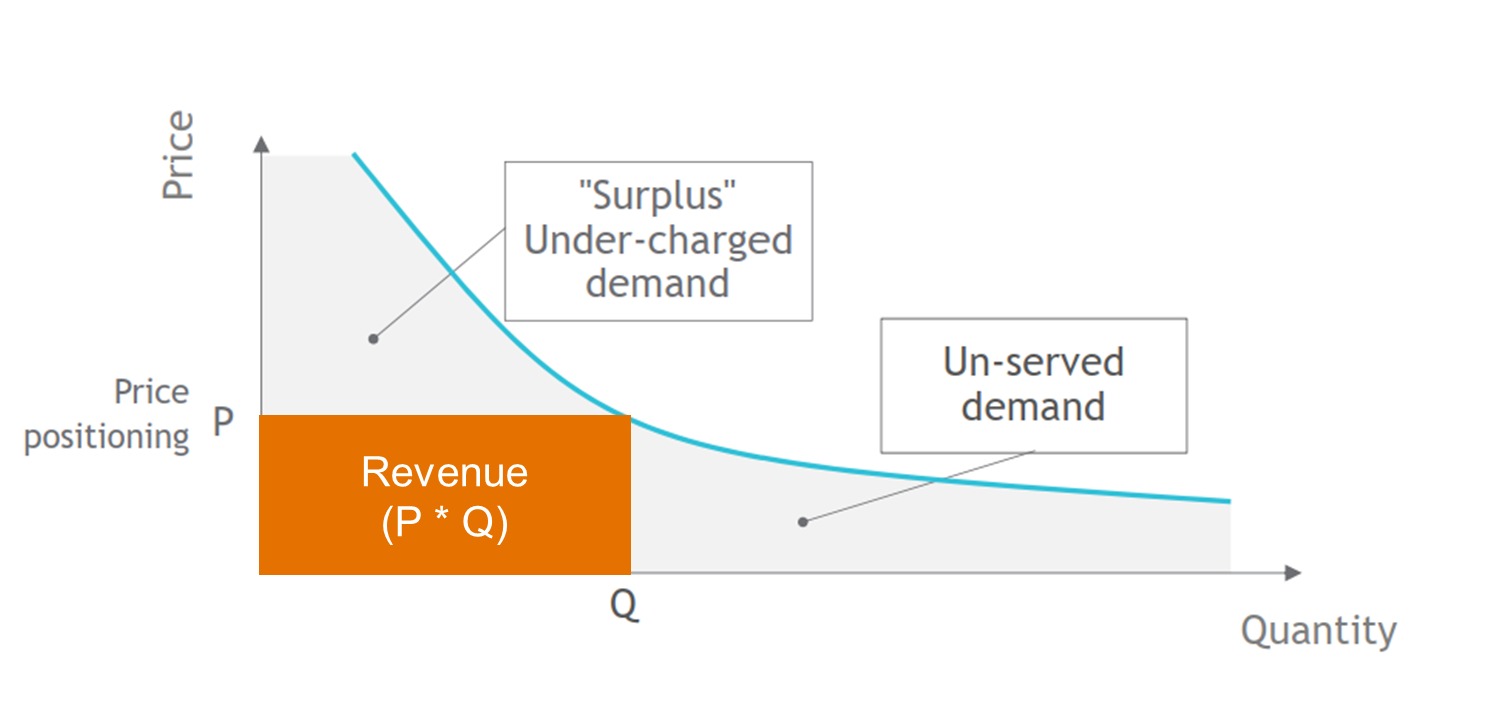 Price
"Surplus"
Under-charged
demand
Un-served
demand
Price
positioning
P
Revenue
(P * Q)
Q
Quantity